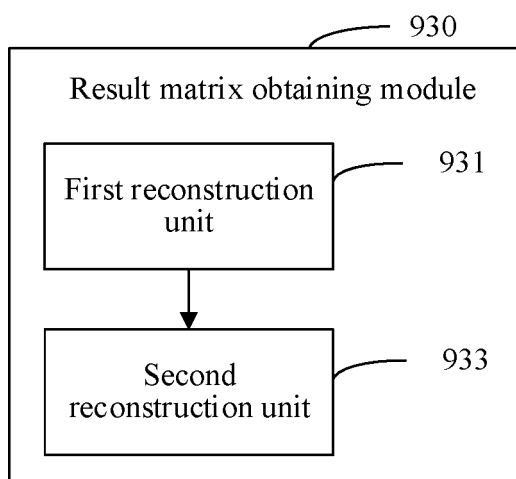 930
Result matrix obtaining module
931
First reconstruction
unit
933
Second
reconstruction unit